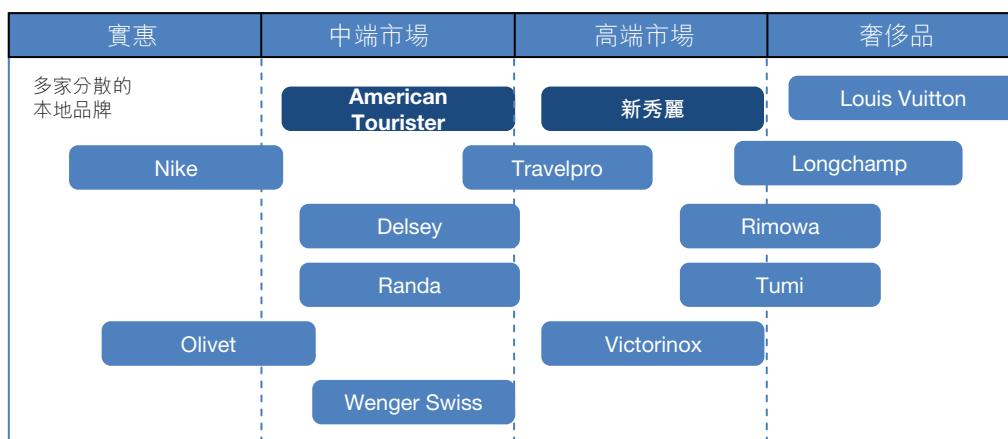 實惠
中端市場
高端市場
奢侈品
多家分散的
本地品牌
American
Tourister
新秀麗
Louis Vuitton
Nike
Travelpro
Longchamp
Delsey
Rimowa
Randa
Tumi
Olivet
Victorinox
Wenger Swiss